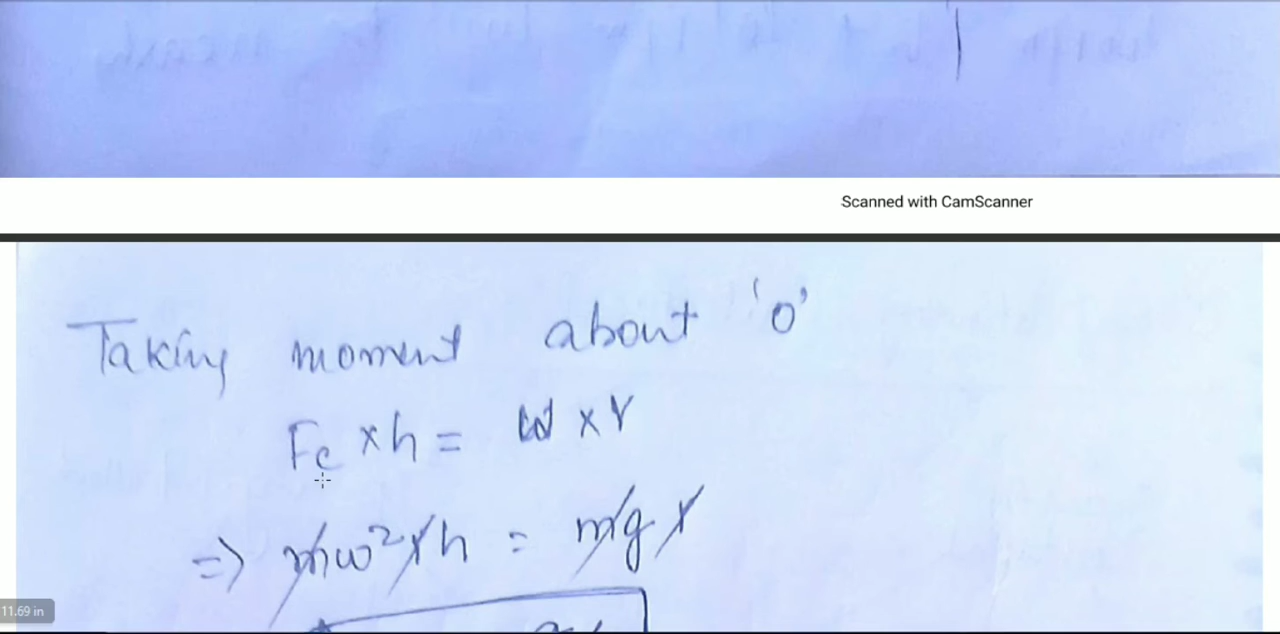 Scanned with CamScanner
Taking moment about 'o'
Fc × h = W × r
=> mω²rh = mgr
11.69 in